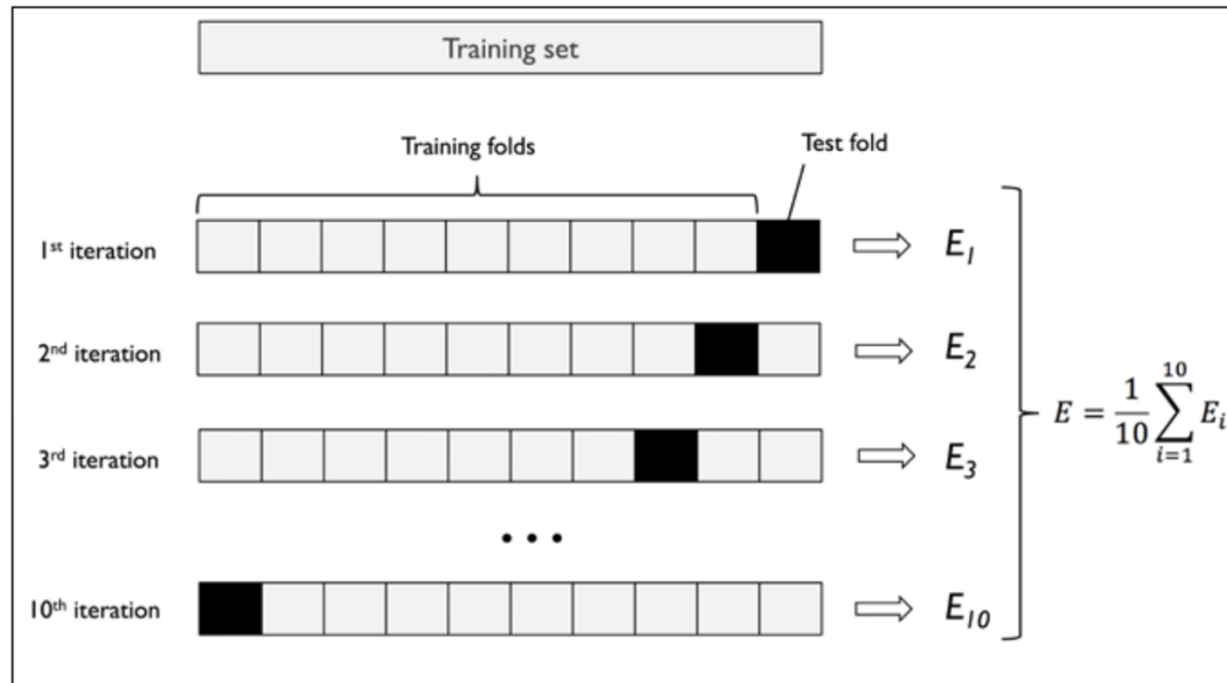 Training set
Training folds
Test fold
1st iteration
E1
2nd iteration
E2
E = 1/10 ∑_{i=1}^{10} Ei
3rd iteration
E3
...
10th iteration
E10